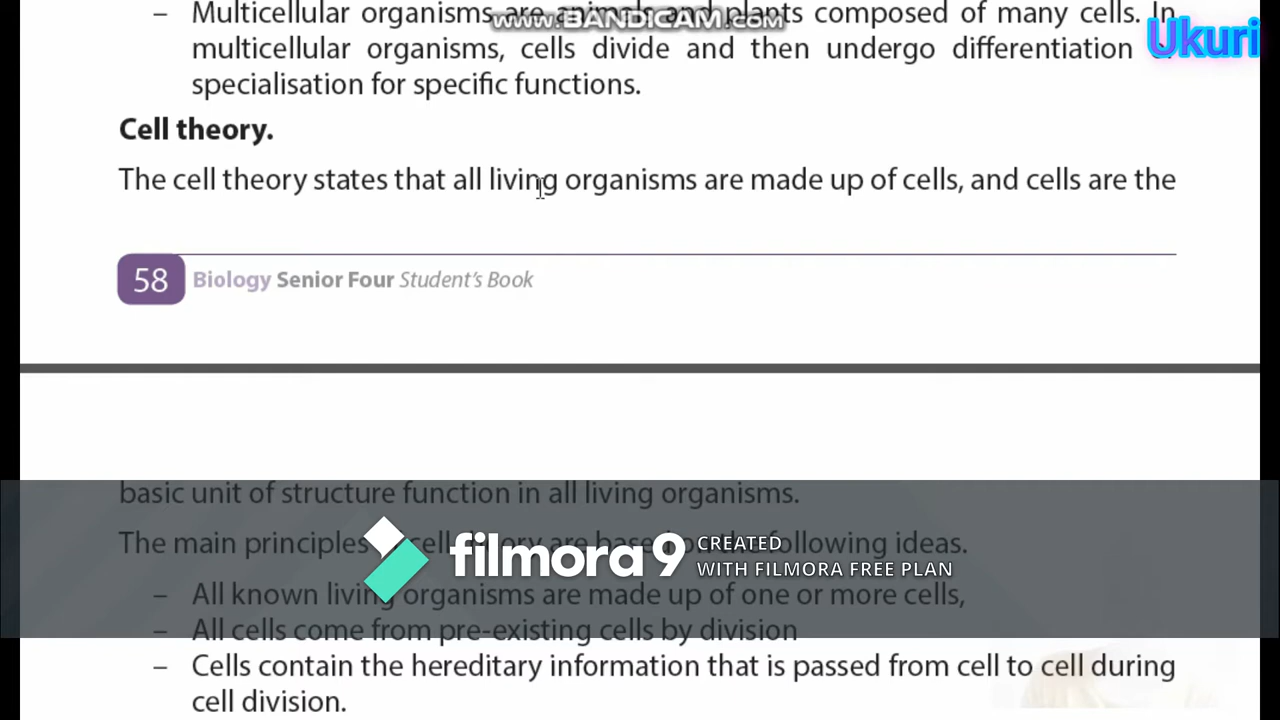 – Multicellular organisms are animals and plants composed of many cells. In
www.BANDICAM.com
Ukuri
multicellular organisms, cells divide and then undergo differentiation
specialisation for specific functions.
Cell theory.
The cell theory states that all living organisms are made up of cells, and cells are the
58 Biology Senior Four Student's Book
basic unit of structure function in all living organisms.
The main principles cell theory are based on the following ideas.
filmora9 CREATED
WITH FILMORA FREE PLAN
– All known living organisms are made up of one or more cells,
– All cells come from pre-existing cells by division
– Cells contain the hereditary information that is passed from cell to cell during
cell division.